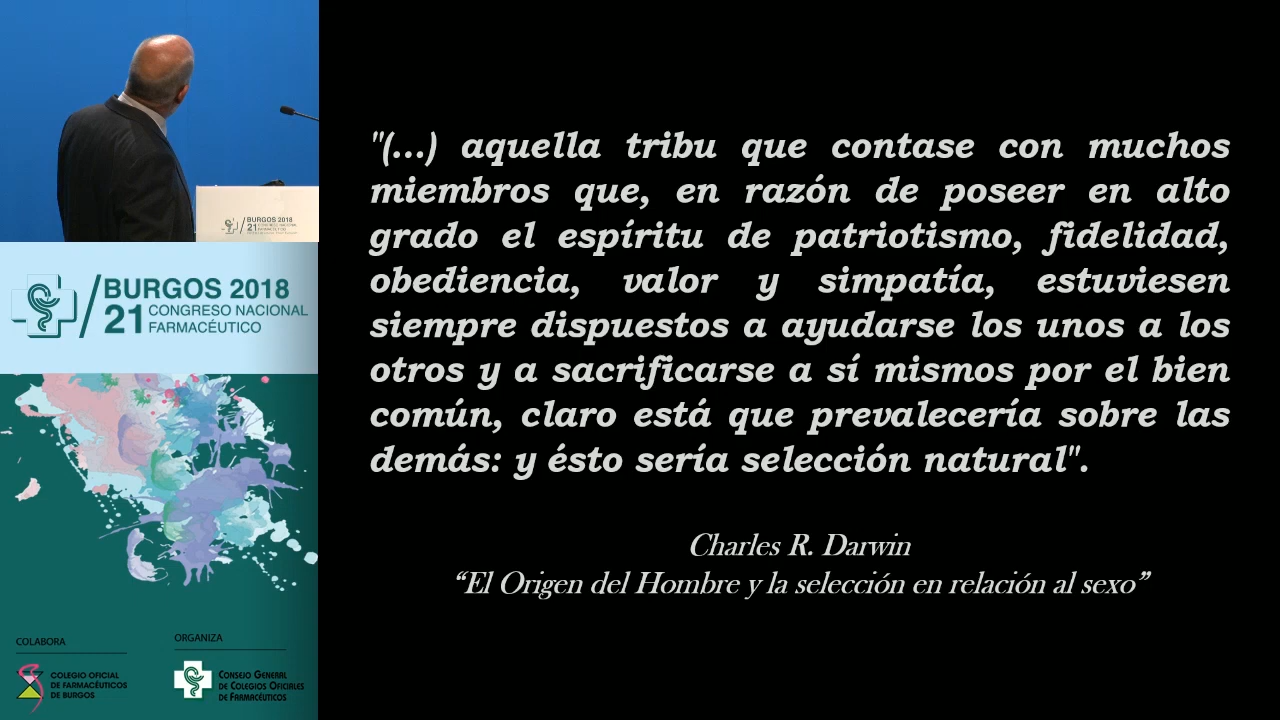 BURGOS 2018
21 CONGRESO NACIONAL
BURGOS 2018
21 CONGRESO NACIONAL
FARMACÉUTICO
COLABORA
COLEGIO OFICIAL
DE FARMACÉUTICOS
DE BURGOS
ORGANIZA
CONSEJO GENERAL
DE COLEGIOS OFICIALES
DE FARMACÉUTICOS
"(...) aquella tribu que contase con muchos
miembros que, en razón de poseer en alto
grado el espíritu de patriotismo, fidelidad,
obediencia, valor y simpatía, estuviesen
siempre dispuestos a ayudarse los unos a los
otros y a sacrificarse a sí mismos por el bien
común, claro está que prevalecería sobre las
demás: y ésto sería selección natural".
Charles R. Darwin
“El Origen del Hombre y la selección en relación al sexo”